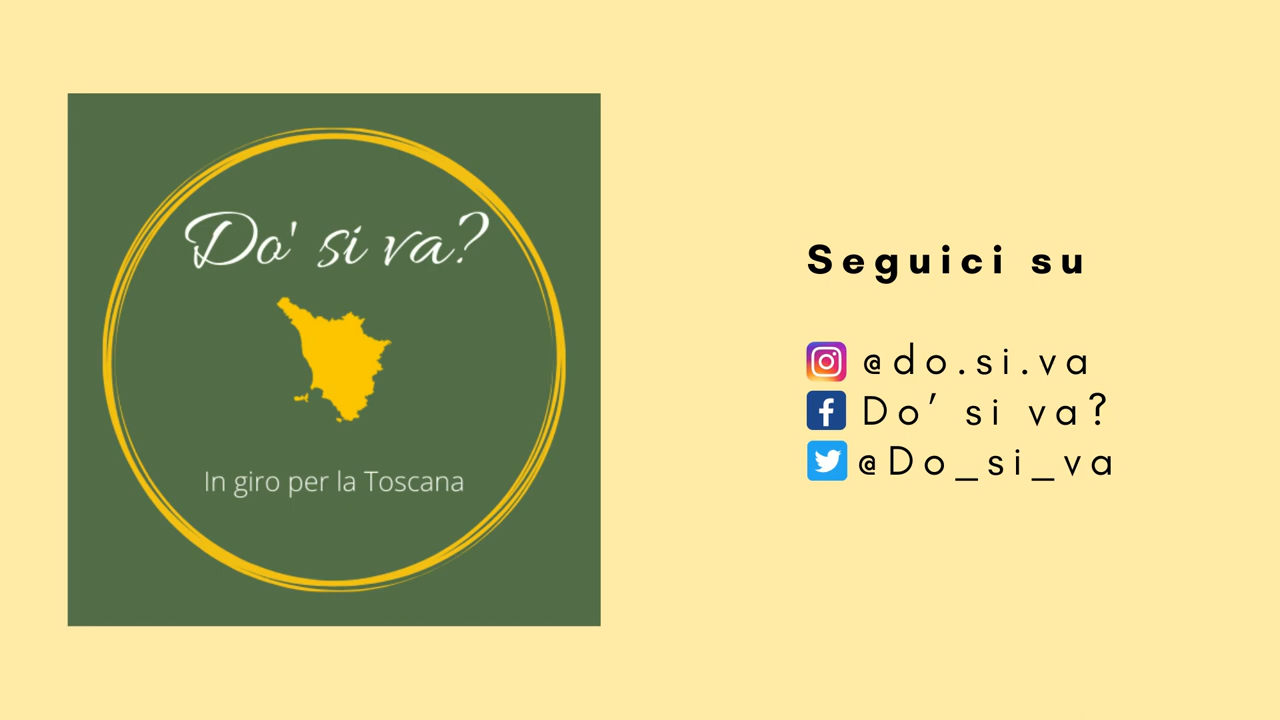 Do' si va?
In giro per la Toscana
Seguici su
@do.si.va
Do’ si va?
@Do_si_va